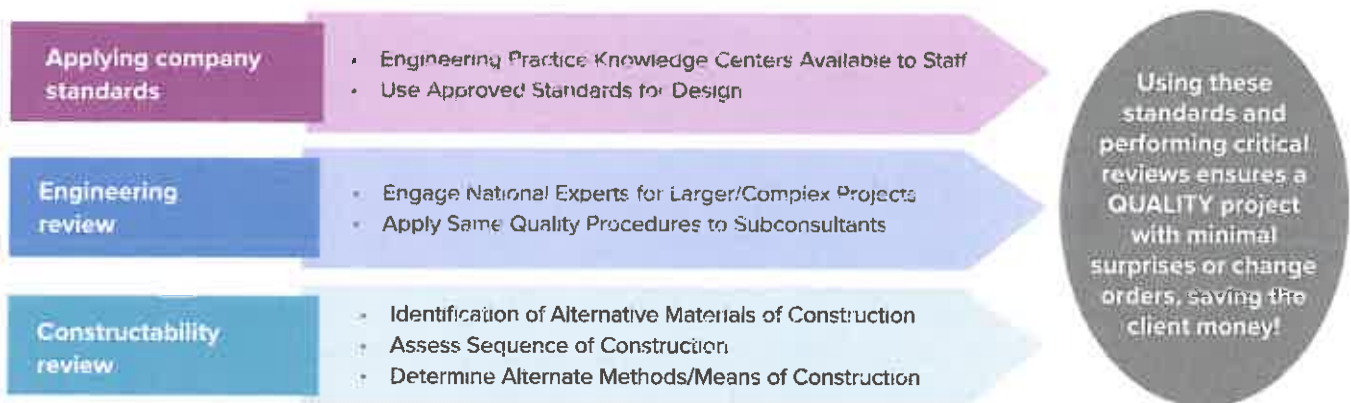 Applying company
standards
• Engineering Practice Knowledge Centers Available to Staff
• Use Approved Standards for Design
Engineering
review
• Engage National Experts for Larger/Complex Projects
• Apply Same Quality Procedures to Subconsultants
Constructability
review
• Identification of Alternative Materials of Construction
• Assess Sequence of Construction
• Determine Alternate Methods/Means of Construction
Using these
standards and
performing critical
reviews ensures a
QUALITY project
with minimal
surprises or change
orders, saving the
client money!